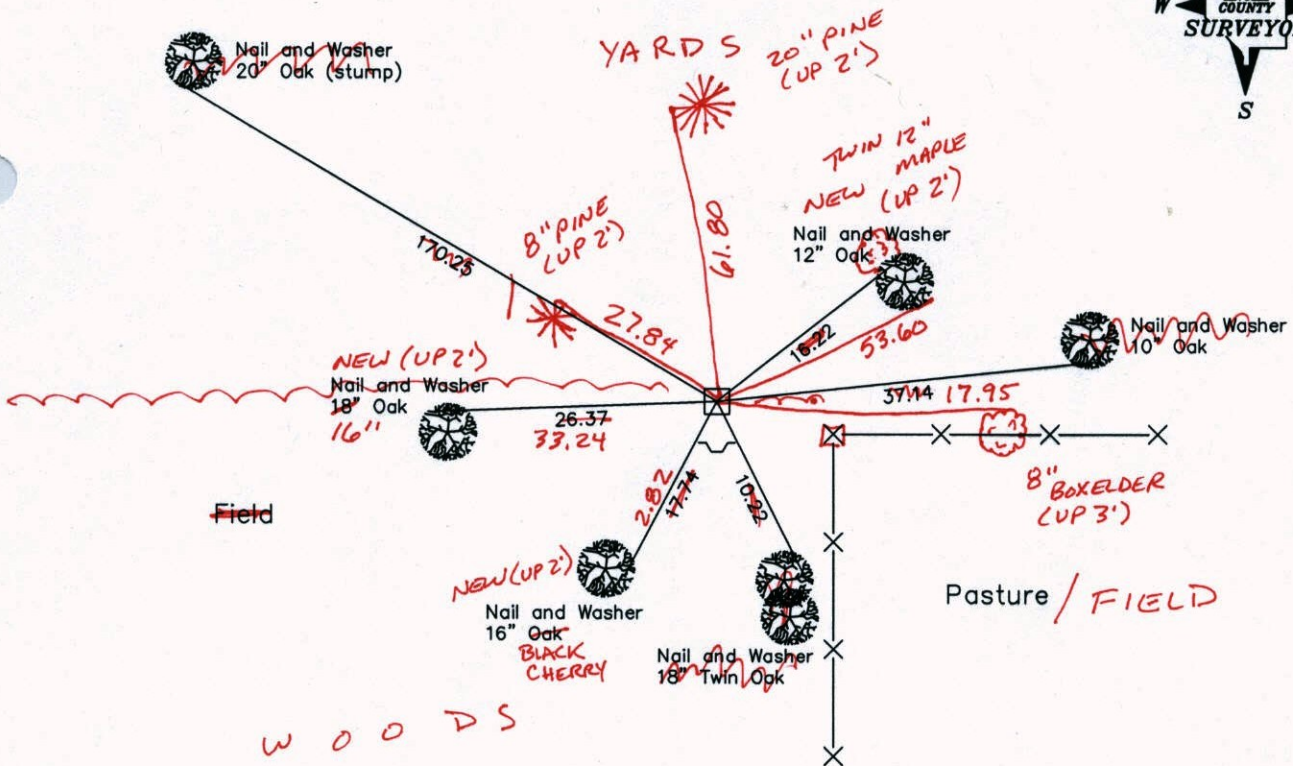 W
COUNTY
SURVEYO
S
Nail and Washer
20" Oak (stump)
YARDS
20" PINE
(UP 2')
TWIN 12"
MAPLE
NEW (UP 2')
Nail and Washer
12" Oak
8" PINE
(UP 2')
170.25
61.80
27.84
16.22
53.60
Nail and Washer
10" Oak
NEW (UP 2')
Nail and Washer
18" Oak
16"
26.37
33.24
37.14 17.95
8"
BOXELDER
(UP 3')
Field
2.82
17.74
10.22
NEW (UP 2')
Nail and Washer
16" Oak
BLACK
CHERRY
Nail and Washer
18" Twin Oak
Pasture / FIELD
WOODS